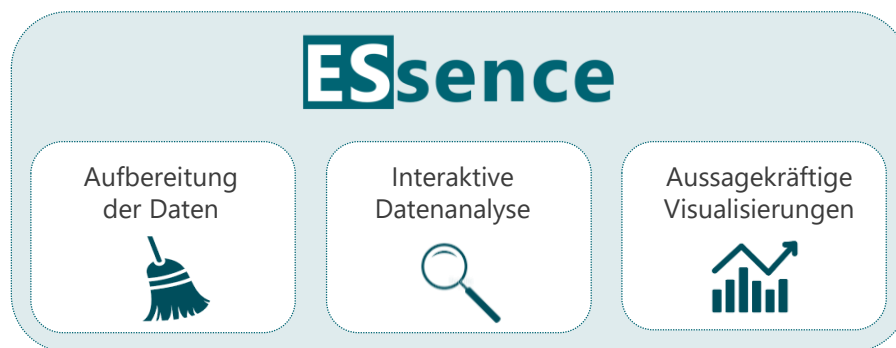 ESsence
Aufbereitung
der Daten
Interaktive
Datenanalyse
Aussagekräftige
Visualisierungen